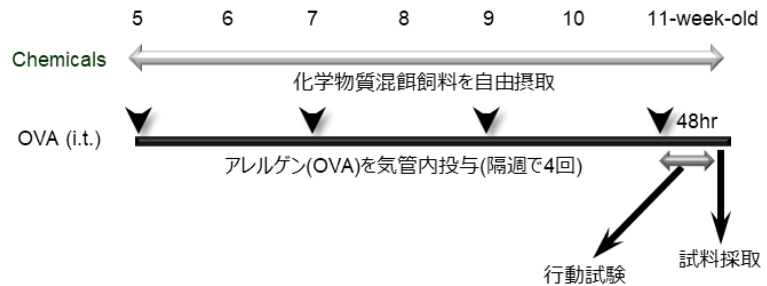 5 6 7 8 9 10 11-week-old
Chemicals
化学物質混餌飼料を自由摂取
OVA (i.t.)
48hr
アレルゲン(OVA)を気管内投与(隔週で4回)
行動試験
試料採取